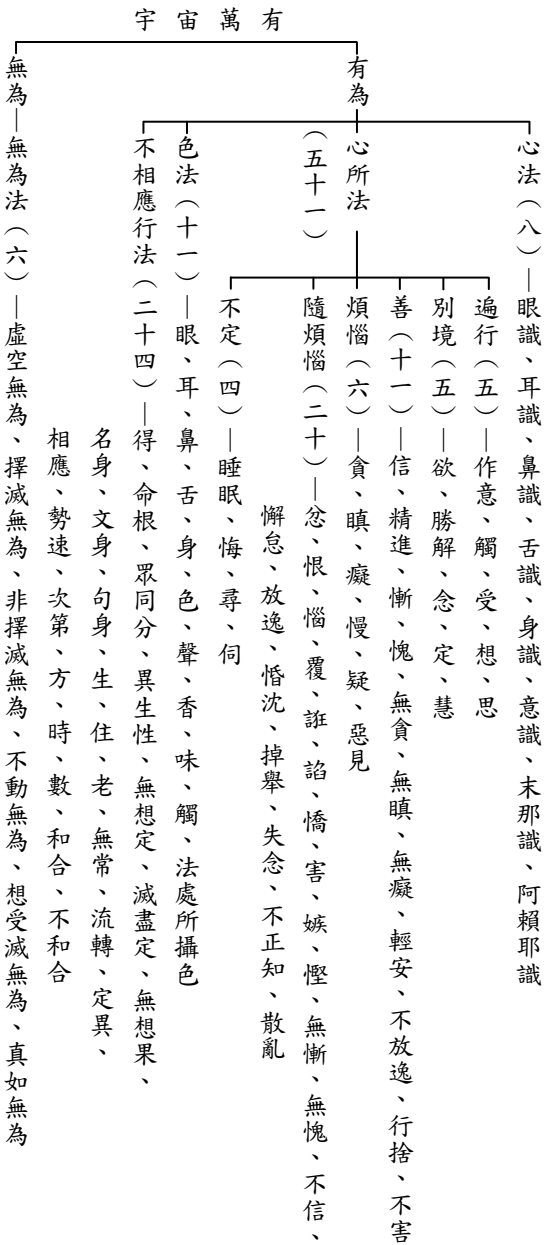 宇宙萬有
有為
心法（八）—眼識、耳識、鼻識、舌識、身識、意識、末那識、阿賴耶識
心所法
（五十一）
遍行（五）—作意、觸、受、想、思
別境（五）—欲、勝解、念、定、慧
善（十一）—信、精進、慚、愧、無貪、無瞋、無癡、輕安、不放逸、行捨、不害
煩惱（六）—貪、瞋、癡、慢、疑、惡見
隨煩惱（二十）—忿、恨、惱、覆、誑、諂、憍、害、嫉、慳、無慚、無愧、不信、
懈怠、放逸、惛沈、掉舉、失念、不正知、散亂
不定（四）—睡眠、悔、尋、伺
色法（十一）—眼、耳、鼻、舌、身、色、聲、香、味、觸、法處所攝色
不相應行法（二十四）—得、命根、眾同分、異生性、無想定、滅盡定、無想果、
名身、文身、句身、生、住、老、無常、流轉、定異、
相應、勢速、次第、方、時、數、和合、不和合
無為—無為法（六）—虛空無為、擇滅無為、非擇滅無為、不動無為、想受滅無為、真如無為